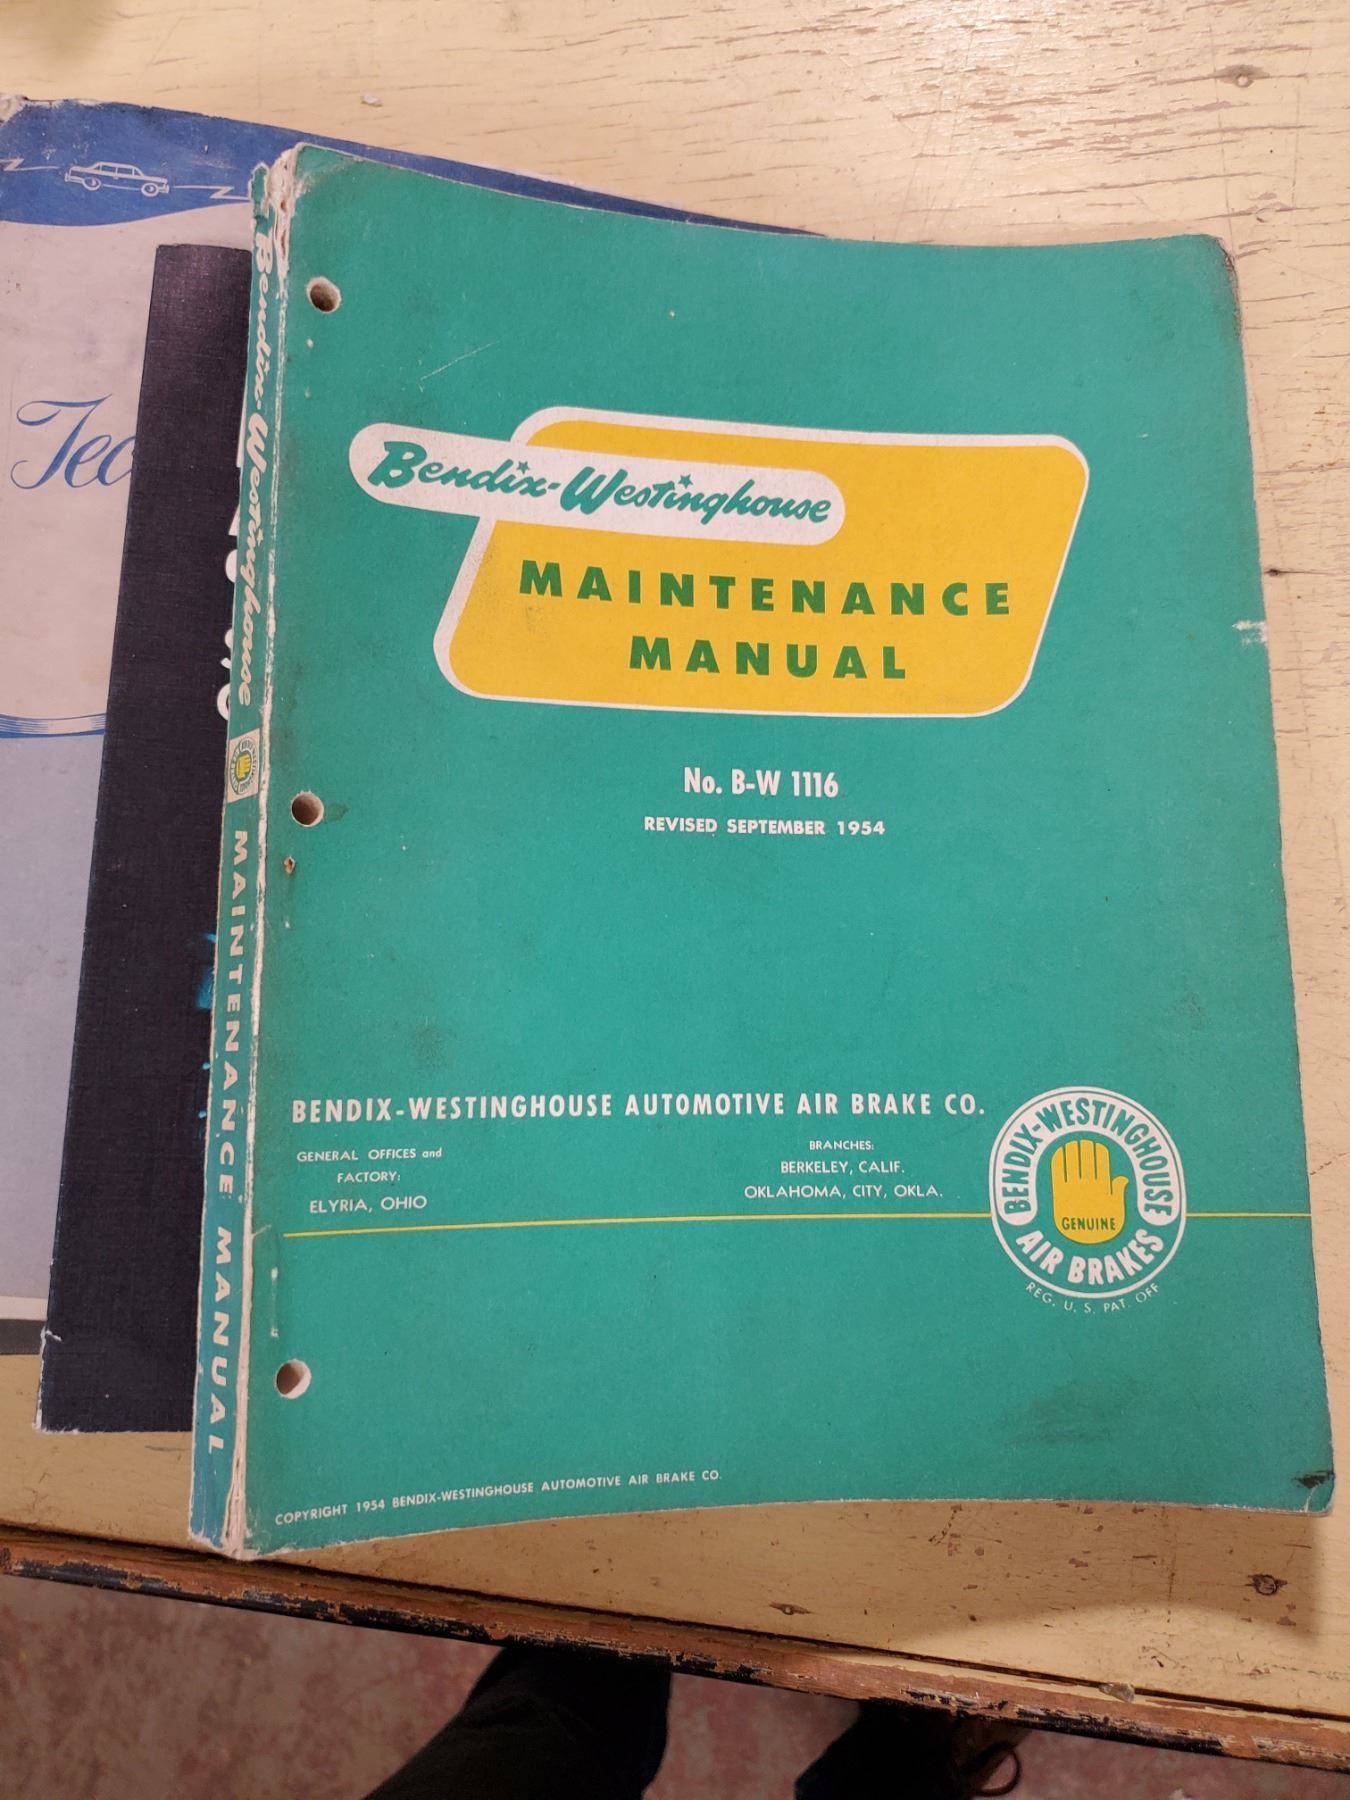 Bendix-Westinghouse
MAINTENANCE
MANUAL
No. B-W 1116
REVISED SEPTEMBER 1954
BENDIX-WESTINGHOUSE AUTOMOTIVE AIR BRAKE CO.
GENERAL OFFICES and
FACTORY:
ELYRIA, OHIO
BRANCHES:
BERKELEY, CALIF.
OKLAHOMA, CITY, OKLA.
BENDIX-WESTINGHOUSE
GENUINE
AIR BRAKES
REG. U. S. PAT. OFF
COPYRIGHT 1954 BENDIX-WESTINGHOUSE AUTOMOTIVE AIR BRAKE CO.
Bendix-Westinghouse
MAINTENANCE MANUAL
Tec